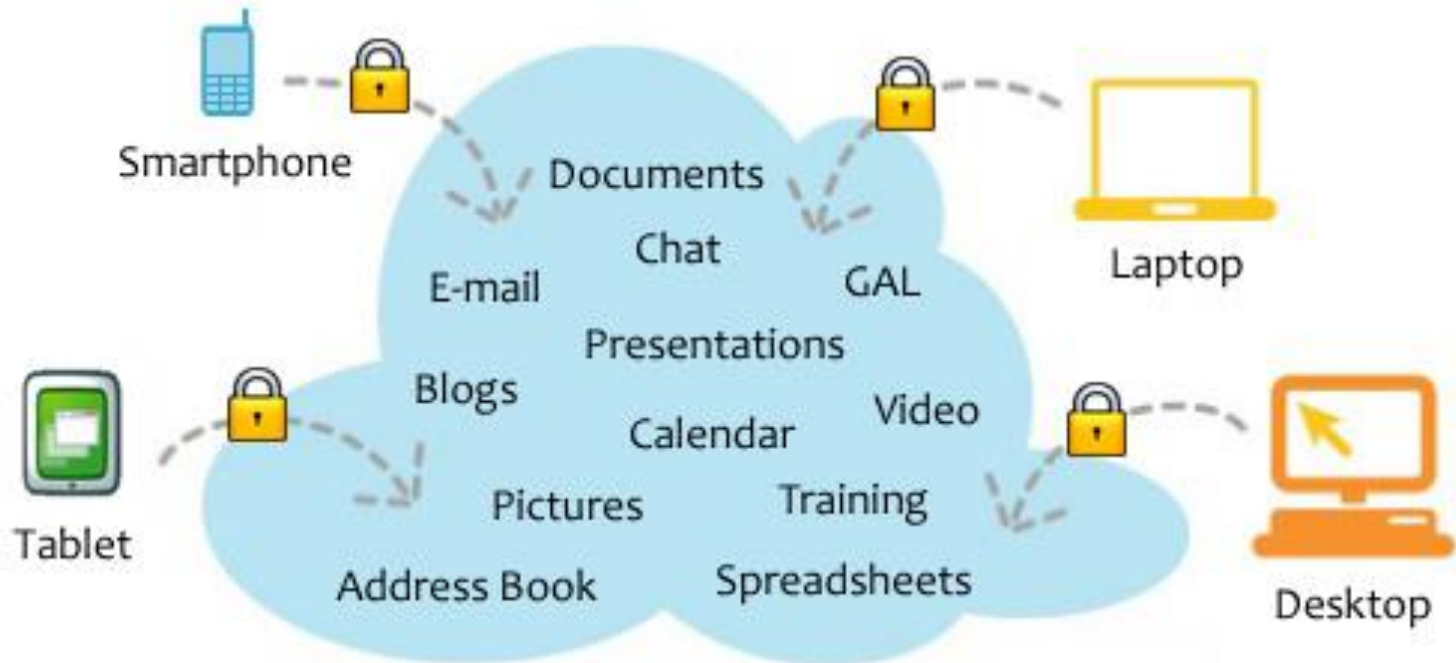 Smartphone
Documents
Chat
Laptop
E-mail
GAL
Presentations
Blogs
Video
Calendar
Pictures
Training
Tablet
Address Book
Spreadsheets
Desktop